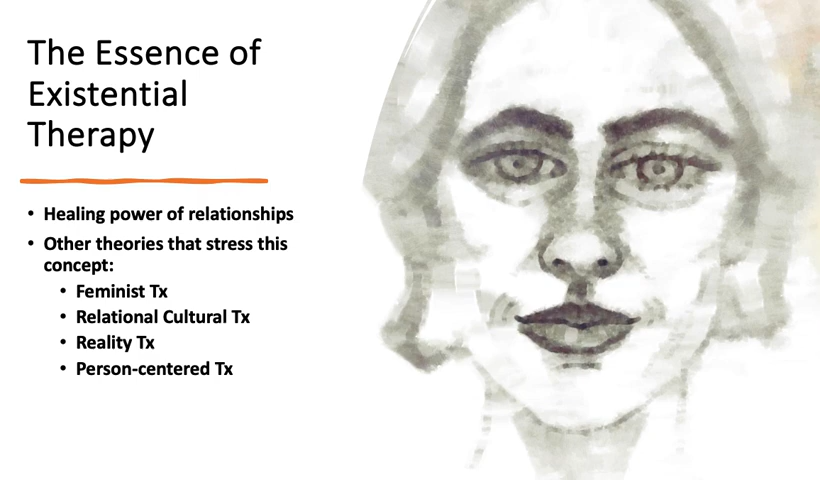 The Essence of
Existential
Therapy
• Healing power of relationships
• Other theories that stress this
concept:
• Feminist Tx
• Relational Cultural Tx
• Reality Tx
• Person-centered Tx